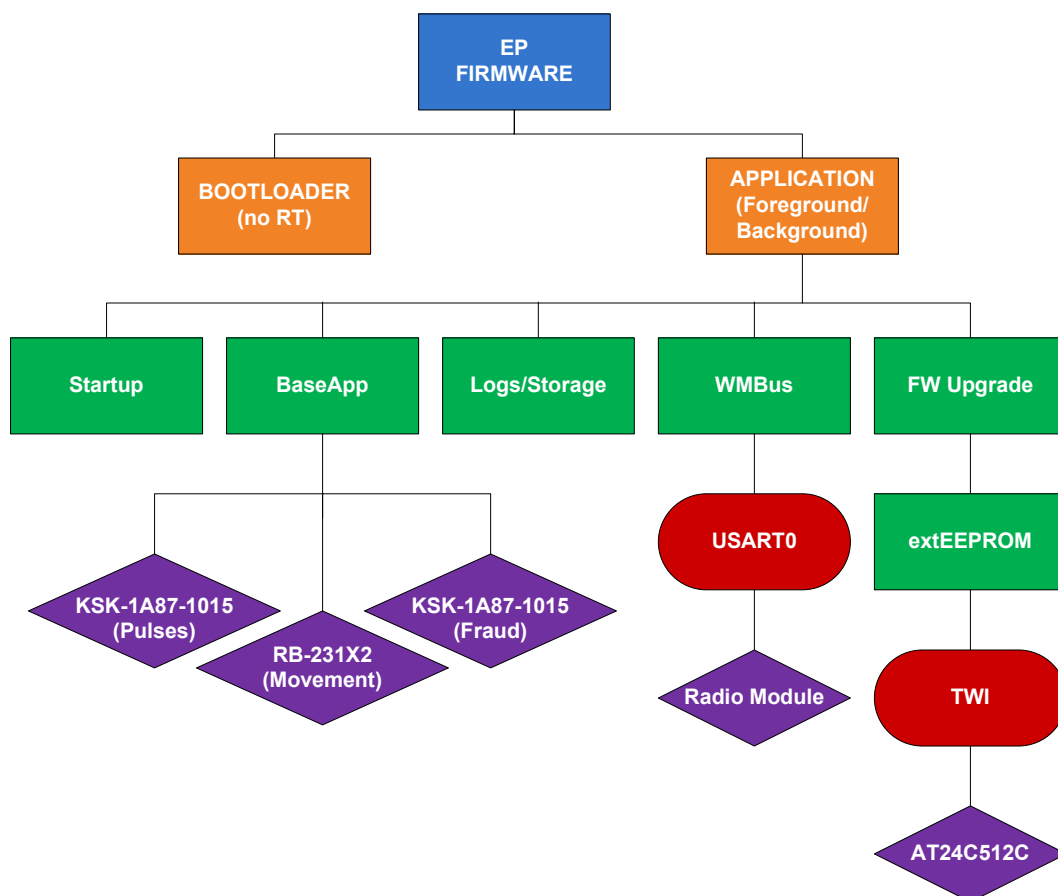 EP
FIRMWARE
BOOTLOADER
(no RT)
APPLICATION
(Foreground/
Background)
Startup
BaseApp
Logs/Storage
WMBus
FW Upgrade
USART0
extEEPROM
KSK-1A87-1015
(Pulses)
KSK-1A87-1015
(Fraud)
RB-231X2
(Movement)
Radio Module
TWI
AT24C512C